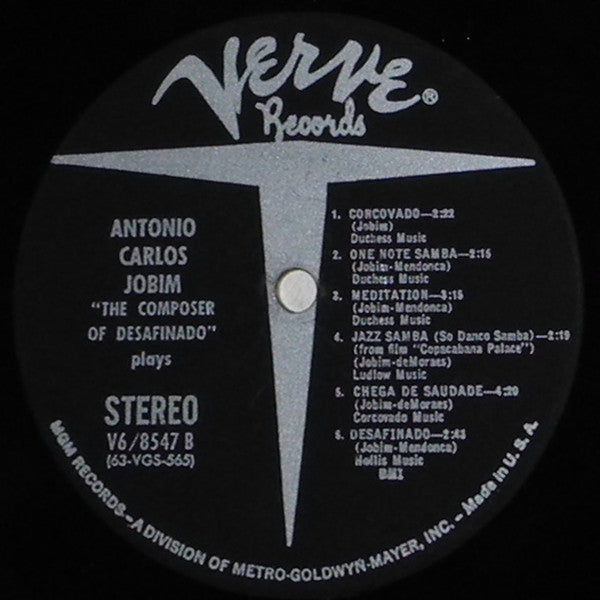 VERVE®
Records
ANTONIO
CARLOS
JOBIM
"THE COMPOSER
OF DESAFINADO"
plays
STEREO
V6/8547 B
(63-VGS-565)
1. CORCOVADO—2:22
(Jobim)
Duchess Music
2. ONE NOTE SAMBA—2:15
(Jobim-Mendonca)
Duchess Music
3. MEDITATION—3:15
(Jobim-Mendonca)
Duchess Music
4. JAZZ SAMBA (So Danco Samba)—2:19
(from film "Copacabana Palace")
(Jobim-deMoraes)
Ludlow Music
5. CHEGA DE SAUDADE—4:20
(Jobim-deMoraes)
Corcovado Music
6. DESAFINADO—2:43
(Jobim-Mendonca)
Hollis Music
BMI
MGM RECORDS—A DIVISION OF METRO-GOLDWYN-MAYER, INC. – Made in U.S.A.